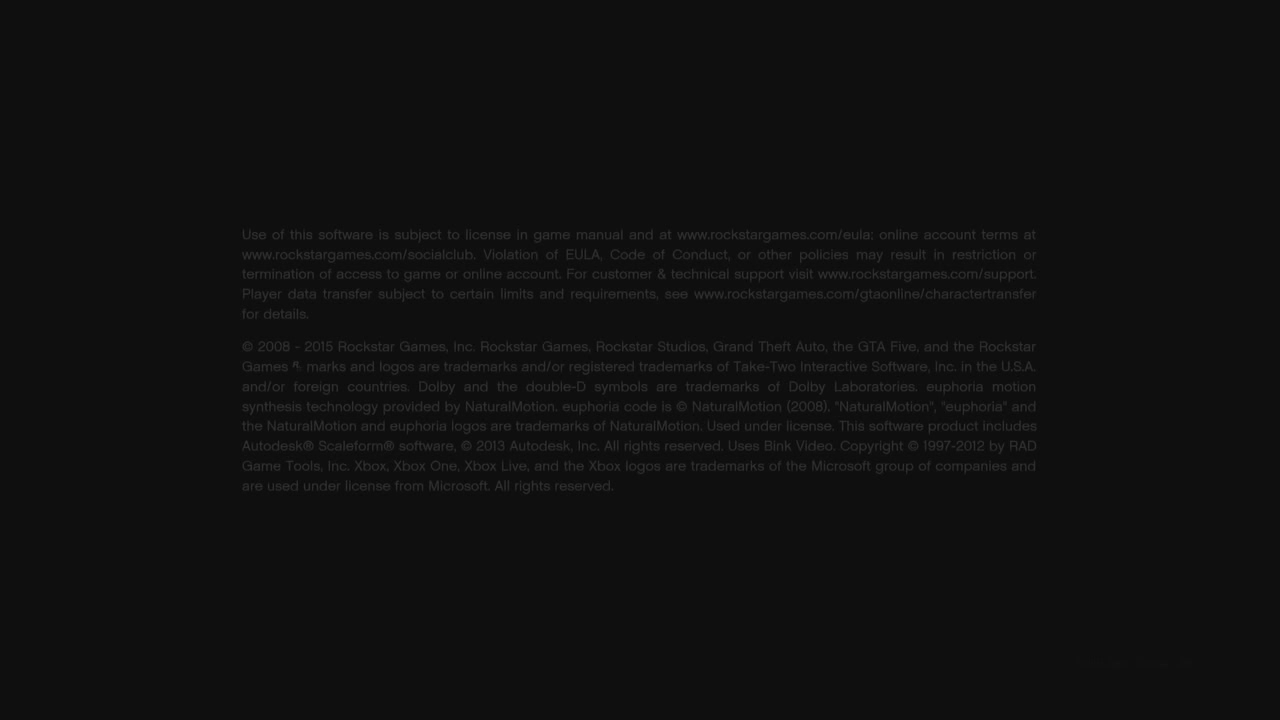 Use of this software is subject to license in game manual and at www.rockstargames.com/eula; online account terms at
www.rockstargames.com/socialclub. Violation of EULA, Code of Conduct, or other policies may result in restriction or
termination of access to game or online account. For customer & technical support visit www.rockstargames.com/support.
Player data transfer subject to certain limits and requirements, see www.rockstargames.com/gtaonline/charactertransfer
for details.
© 2008 - 2015 Rockstar Games, Inc. Rockstar Games, Rockstar Studios, Grand Theft Auto, the GTA Five, and the Rockstar
Games R* marks and logos are trademarks and/or registered trademarks of Take-Two Interactive Software, Inc. in the U.S.A.
and/or foreign countries. Dolby and the double-D symbols are trademarks of Dolby Laboratories. euphoria motion
synthesis technology provided by NaturalMotion. euphoria code is © NaturalMotion (2008). "NaturalMotion", "euphoria" and
the NaturalMotion and euphoria logos are trademarks of NaturalMotion. Used under license. This software product includes
Autodesk® Scaleform® software, © 2013 Autodesk, Inc. All rights reserved. Uses Bink Video. Copyright © 1997-2012 by RAD
Game Tools, Inc. Xbox, Xbox One, Xbox Live, and the Xbox logos are trademarks of the Microsoft group of companies and
are used under license from Microsoft. All rights reserved.